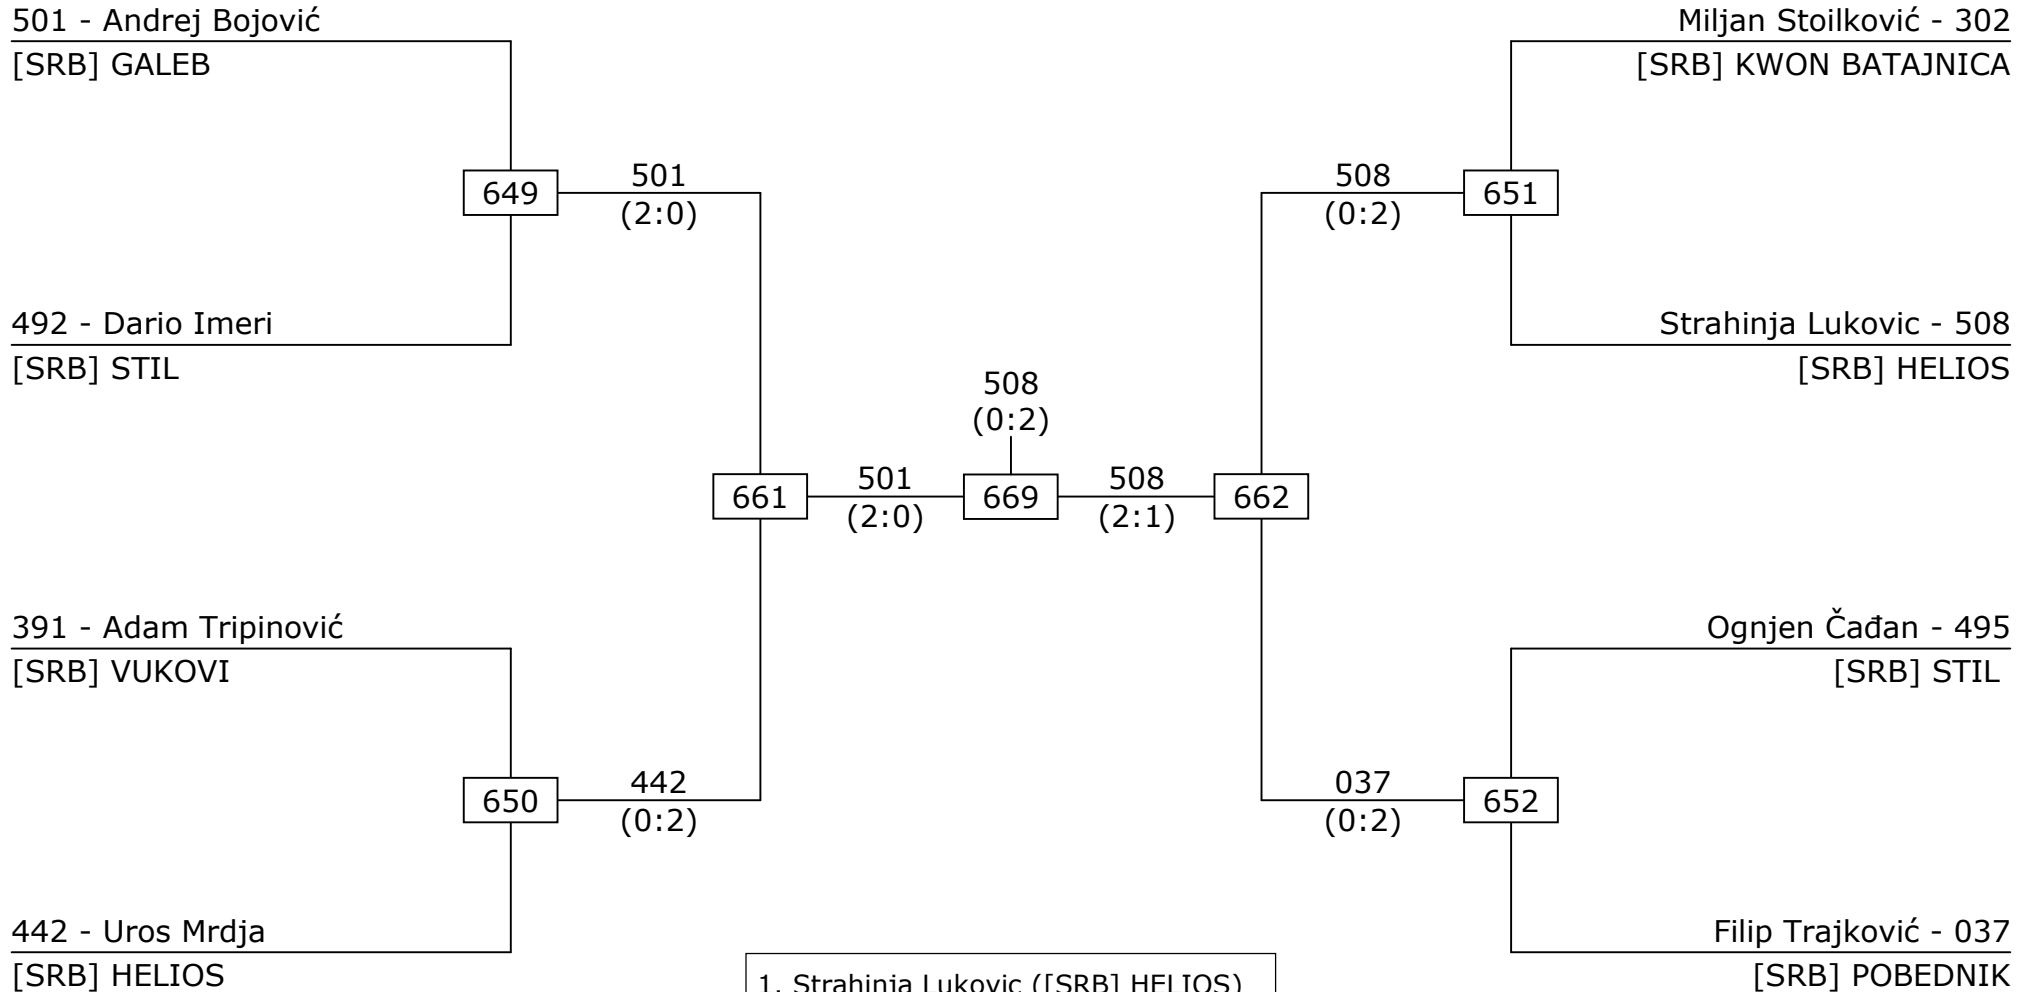 501 - Andrej Bojović
[SRB] GALEB
Miljan Stoilković - 302
[SRB] KWON BATAJNICA
649
501
(2:0)
508
(0:2)
651
492 - Dario Imeri
[SRB] STIL
Strahinja Lukovic - 508
[SRB] HELIOS
508
(0:2)
661
501
(2:0)
669
508
(2:1)
662
391 - Adam Tripinović
[SRB] VUKOVI
Ognjen Čađan - 495
[SRB] STIL
650
442
(0:2)
037
(0:2)
652
442 - Uros Mrdja
[SRB] HELIOS
Filip Trajković - 037
[SRB] POBEDNIK
1. Strahinja Lukovic ([SRB] HELIOS)